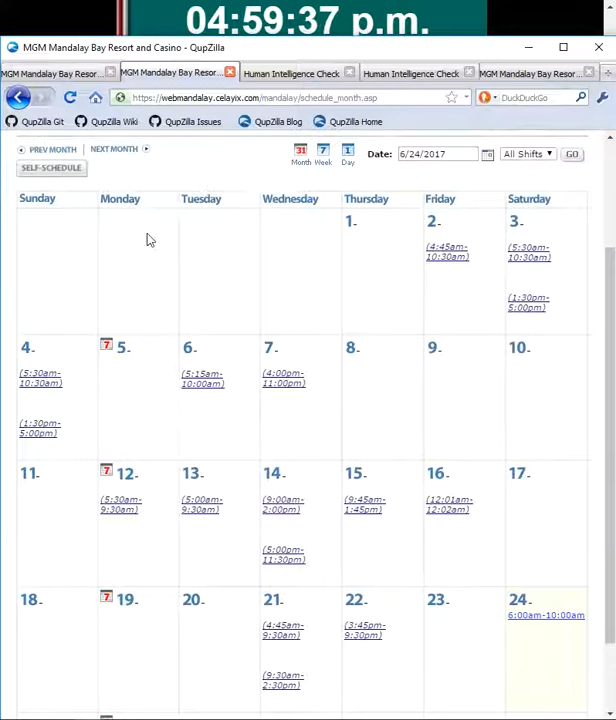 04:59:37 p.m.
MGM Mandalay Bay Resort and Casino - QupZilla
MGM Mandalay Bay Resor...
MGM Mandalay Bay Resor...
Human Intelligence Check
Human Intelligence Check
MGM Mandalay Bay Resor...
https://webmandalay.celayix.com/mandalay/schedule_month.asp
DuckDuckGo
QupZilla Git
QupZilla Wiki
QupZilla Issues
QupZilla Blog
QupZilla Home
PREV MONTH
NEXT MONTH
31 7 1
Month Week Day
Date: 6/24/2017 All Shifts GO
SELF-SCHEDULE
Sunday Monday Tuesday Wednesday Thursday Friday Saturday
1- 2- 3-
(4:45am-10:30am)
(5:30am-10:30am)
(1:30pm-5:00pm)
4- 7 5- 6- 7- 8- 9- 10-
(5:30am-10:30am)
(5:15am-10:00am)
(4:00pm-11:00pm)
(1:30pm-5:00pm)
11- 7 12- 13- 14- 15- 16- 17-
(5:30am-9:30am)
(5:00am-9:30am)
(9:00am-2:00pm)
(9:45am-1:45pm)
(12:01am-12:02am)
(5:00pm-11:30pm)
18- 7 19- 20- 21- 22- 23- 24-
6:00am-10:00am
(4:45am-9:30am)
(3:45pm-9:30pm)
(9:30am-2:30pm)